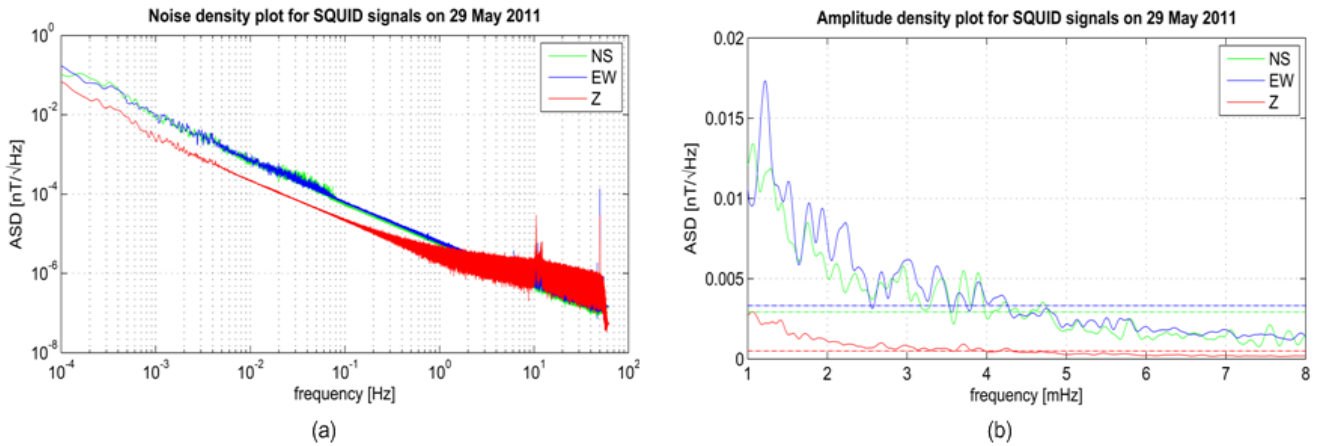 Noise density plot for SQUID signals on 29 May 2011
10^0
10^-2
10^-4
10^-6
10^-8
ASD [nT/√Hz]
NS
EW
Z
10^-4
10^-3
10^-2
10^-1
10^0
10^1
10^2
frequency [Hz]
(a)
Amplitude density plot for SQUID signals on 29 May 2011
0.02
0.015
0.01
0.005
0
ASD [nT/√Hz]
NS
EW
Z
1
2
3
4
5
6
7
8
frequency [mHz]
(b)